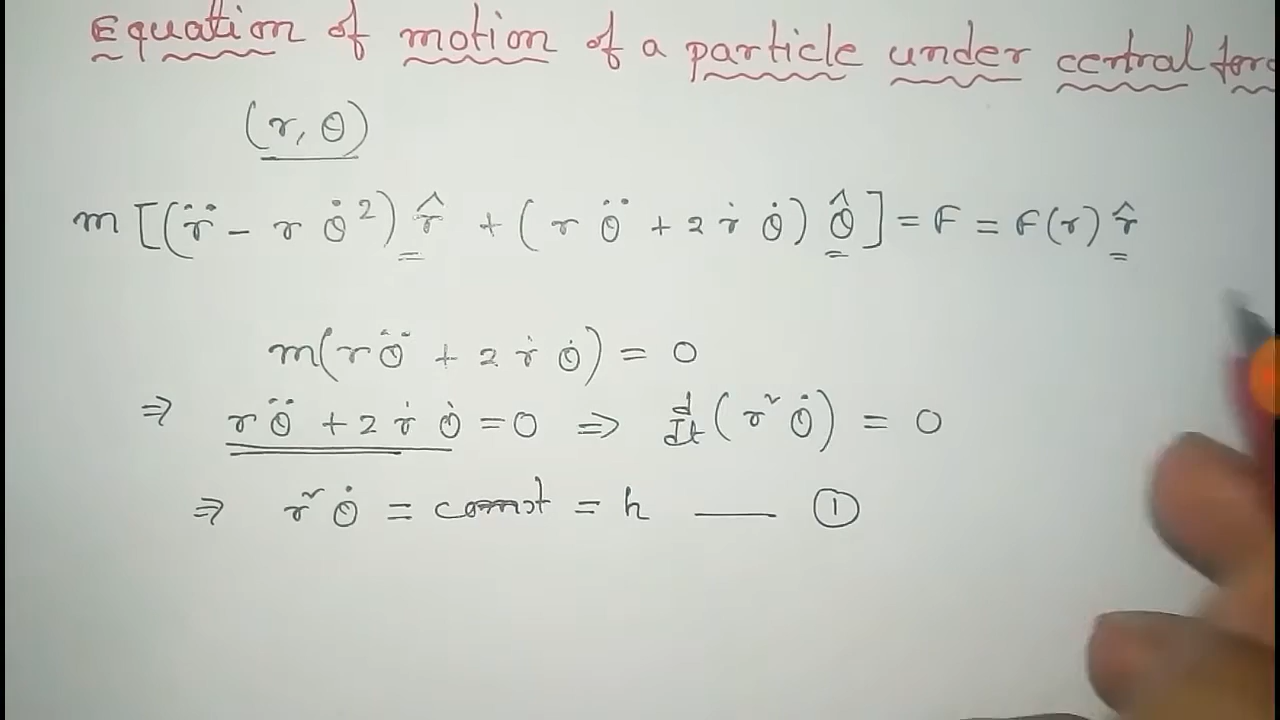 Equation of motion of a particle under central forc
(r, θ)
m[(r̈ - r θ̇²) r̂ + (r θ̈ + 2 ṙ θ̇) θ̂] = F = F(r) r̂
m(r θ̈ + 2 ṙ θ̇) = 0
⇒ r θ̈ + 2 ṙ θ̇ = 0 ⇒ d/dt (r² θ̇) = 0
⇒ r² θ̇ = const = h —— ①